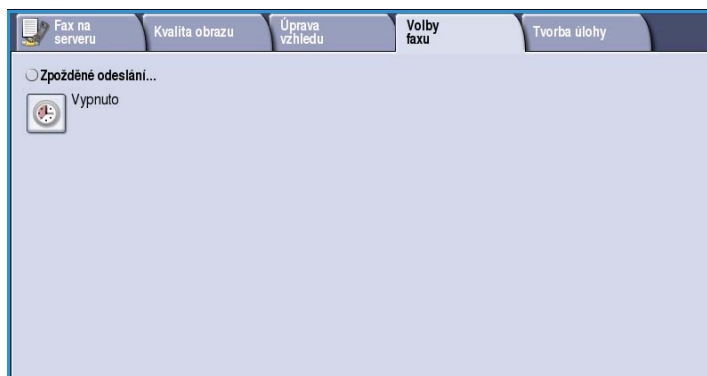 Fax na
serveru
Kvalita obrazu
Úprava
vzhledu
Volby
faxu
Tvorba úlohy
Zpožděné odeslání...
Vypnuto